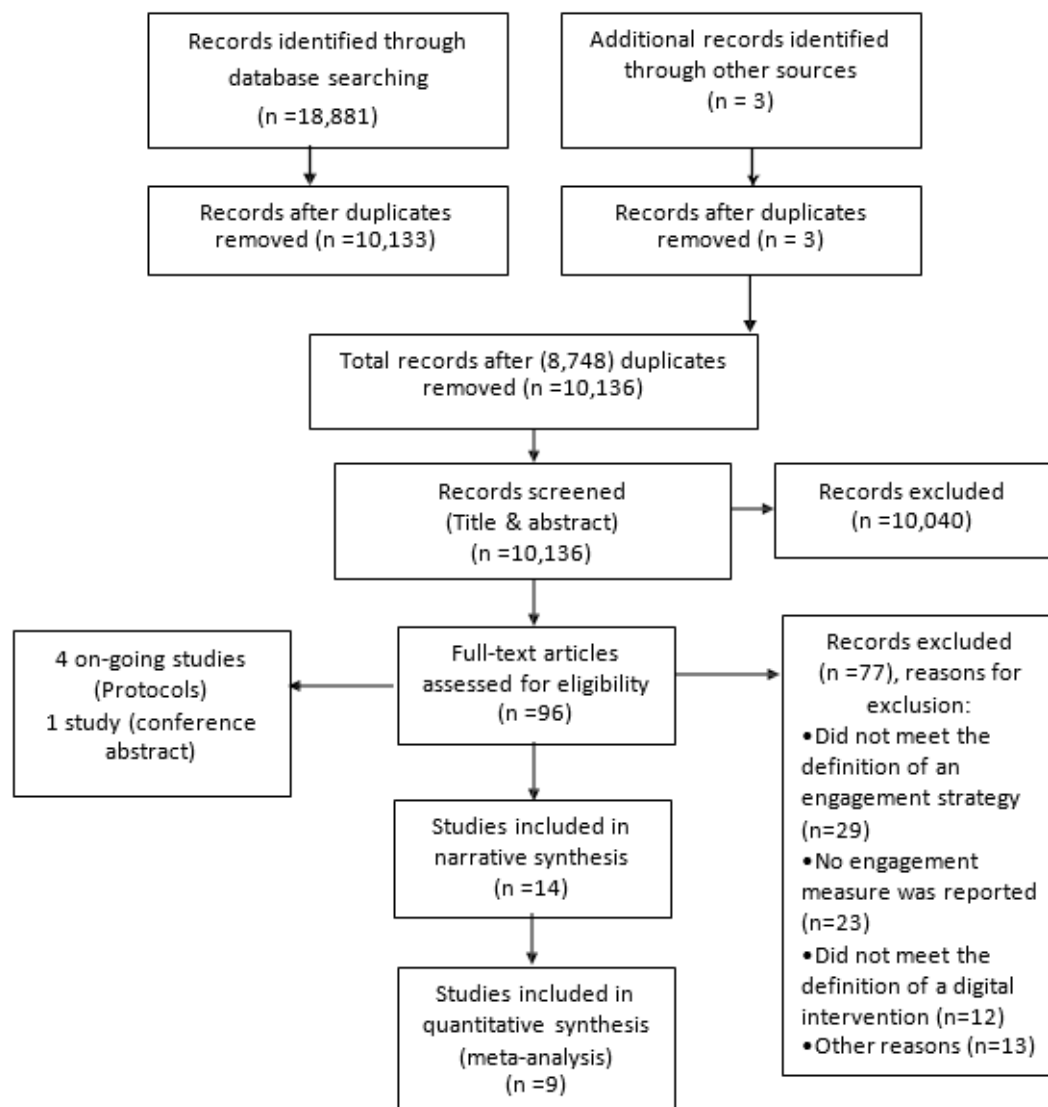 Records identified through
database searching
(n =18,881)
Additional records identified
through other sources
(n = 3)
Records after duplicates
removed (n =10,133)
Records after duplicates
removed (n = 3)
Total records after (8,748) duplicates
removed (n =10,136)
Records screened
(Title & abstract)
(n =10,136)
Records excluded
(n =10,040)
4 on-going studies
(Protocols)
1 study (conference
abstract)
Full-text articles
assessed for eligibility
(n =96)
Records excluded
(n =77), reasons for
exclusion:
•Did not meet the
definition of an
engagement strategy
(n=29)
•No engagement
measure was reported
(n=23)
•Did not meet the
definition of a digital
intervention (n=12)
•Other reasons (n=13)
Studies included in
narrative synthesis
(n =14)
Studies included in
quantitative synthesis
(meta-analysis)
(n =9)